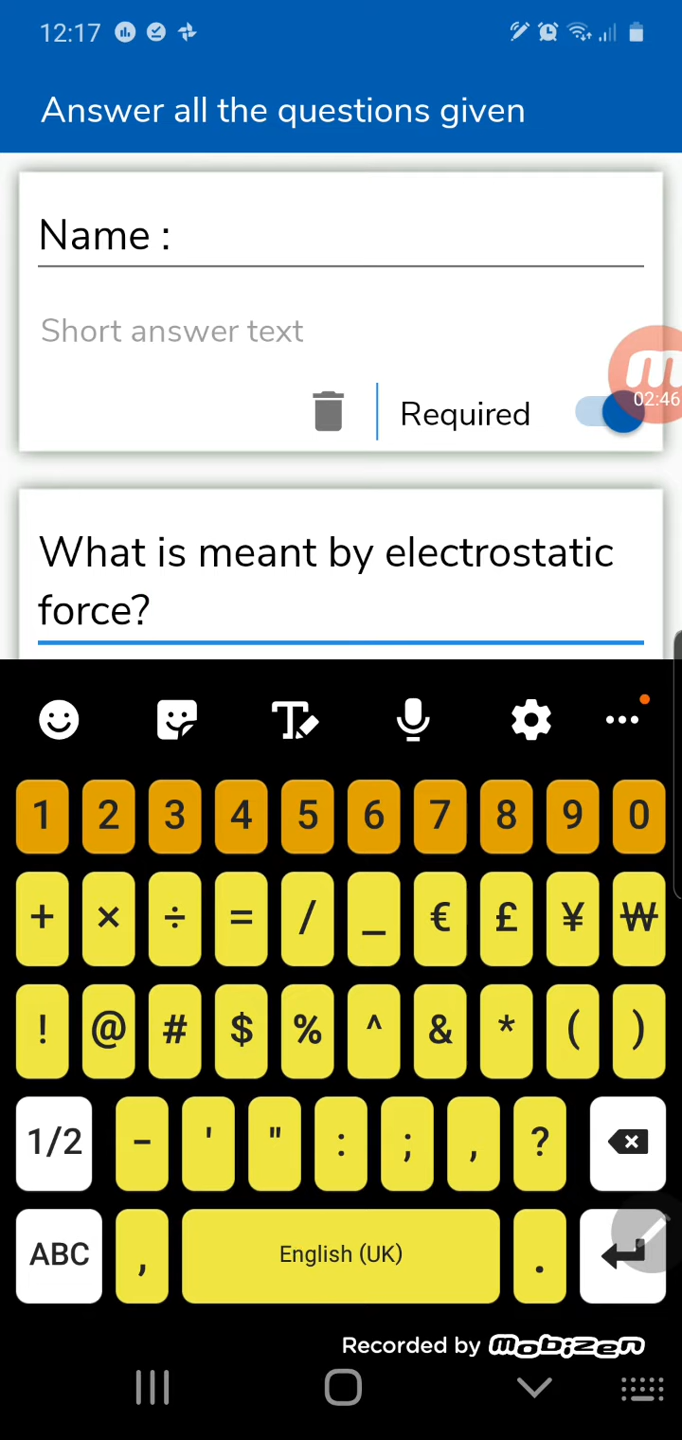 12:17
Answer all the questions given
Name :
Short answer text
Required
02:46
What is meant by electrostatic
force?
1 2 3 4 5 6 7 8 9 0
+ × ÷ = / _ € £ ¥ ₩
! @ # $ % ^ & * ( )
1/2 - ' " : ; , ?
ABC , English (UK) .
Recorded by mobizen